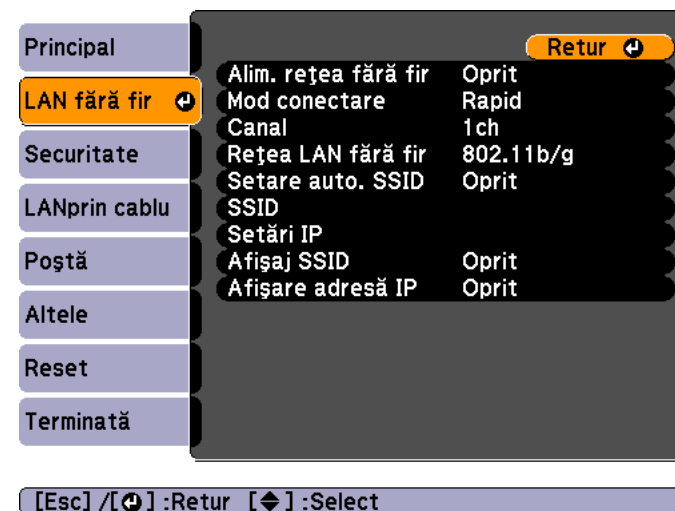 Principal
LAN fără fir
Securitate
LANprin cablu
Poştă
Altele
Reset
Terminată
Retur
Alim. reţea fără fir Oprit
Mod conectare Rapid
Canal 1ch
Reţea LAN fără fir 802.11b/g
Setare auto. SSID Oprit
SSID
Setări IP
Afişaj SSID Oprit
Afişare adresă IP Oprit
[Esc] /[⏎] :Retur [◆] :Select